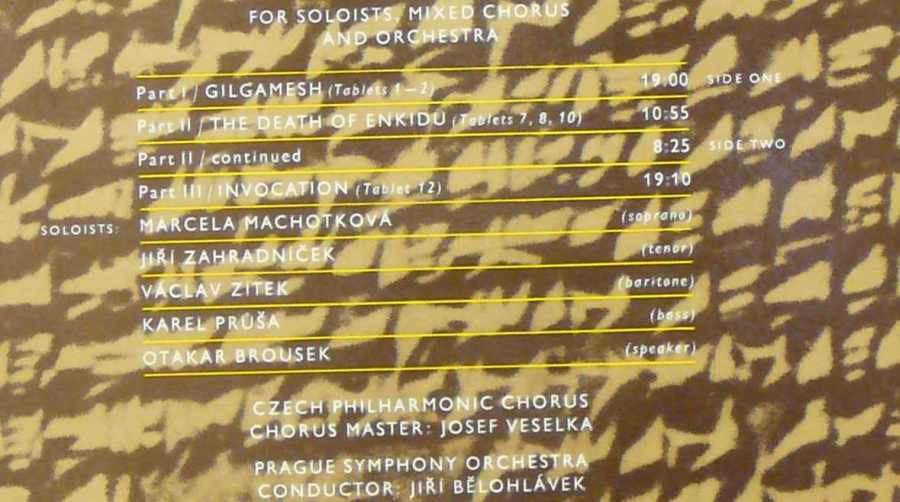 FOR SOLOISTS, MIXED CHORUS
AND ORCHESTRA
Part I / GILGAMESH (Tablets 1—2) 19:00 SIDE ONE
Part II / THE DEATH OF ENKIDU (Tablets 7, 8, 10) 10:55
Part II / continued 8:25 SIDE TWO
Part III / INVOCATION (Tablet 12) 19:10
SOLOISTS: MARCELA MACHOTKOVÁ (soprano)
JIŘÍ ZAHRADNÍČEK (tenor)
VÁCLAV ZÍTEK (baritone)
KAREL PRŮŠA (bass)
OTAKAR BROUSEK (speaker)
CZECH PHILHARMONIC CHORUS
CHORUS MASTER: JOSEF VESELKA
PRAGUE SYMPHONY ORCHESTRA
CONDUCTOR: JIŘÍ BĚLOHLÁVEK